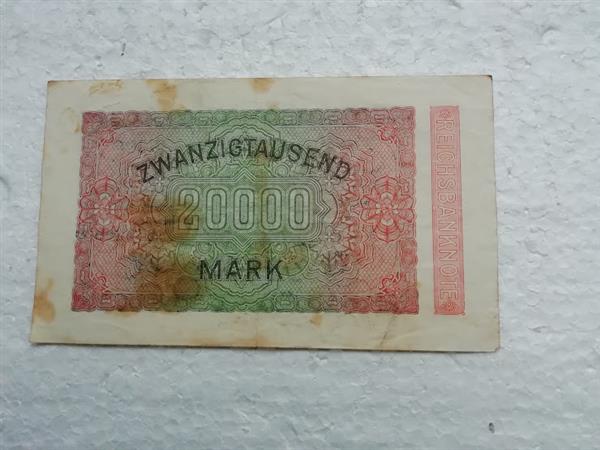 ZWANZIGTAUSEND
20000
MARK
REICHSBANKNOTE